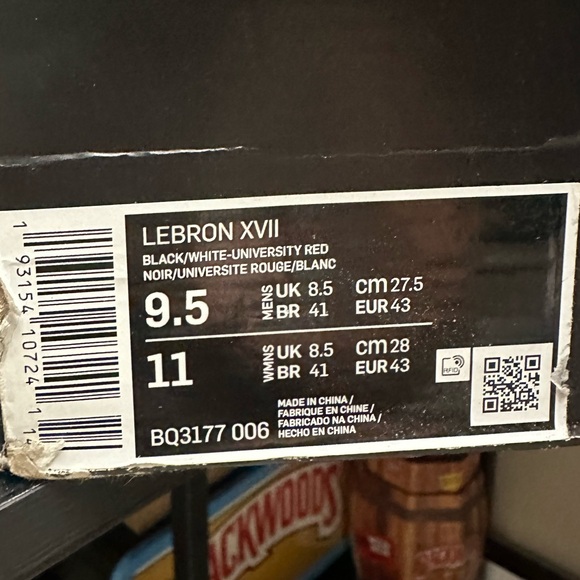 LEBRON XVII
BLACK/WHITE-UNIVERSITY RED
NOIR/UNIVERSITE ROUGE/BLANC
9.5 MENS UK 8.5 CM 27.5
BR 41 EUR 43
11 WMNS UK 8.5 CM 28
BR 41 EUR 43
RFID
BQ3177 006
MADE IN CHINA /
FABRIQUE EN CHINE /
FABRICADO NA CHINA /
HECHO EN CHINA
1 93154 10724 1 14
ACKWOODS